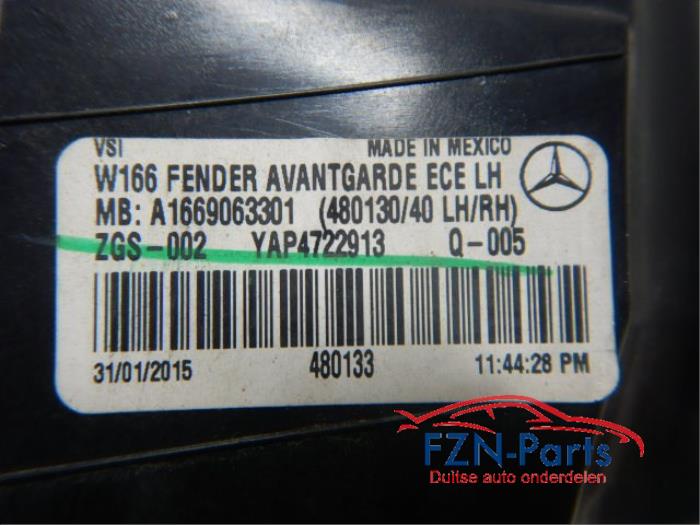 VSI MADE IN MEXICO
W166 FENDER AVANTGARDE ECE LH
MB: A1669063301 (480130/40 LH/RH)
ZGS-002 YAP4722913 Q-005
31/01/2015 480133 11:44:28 PM
FZN-Parts
Duitse auto onderdelen